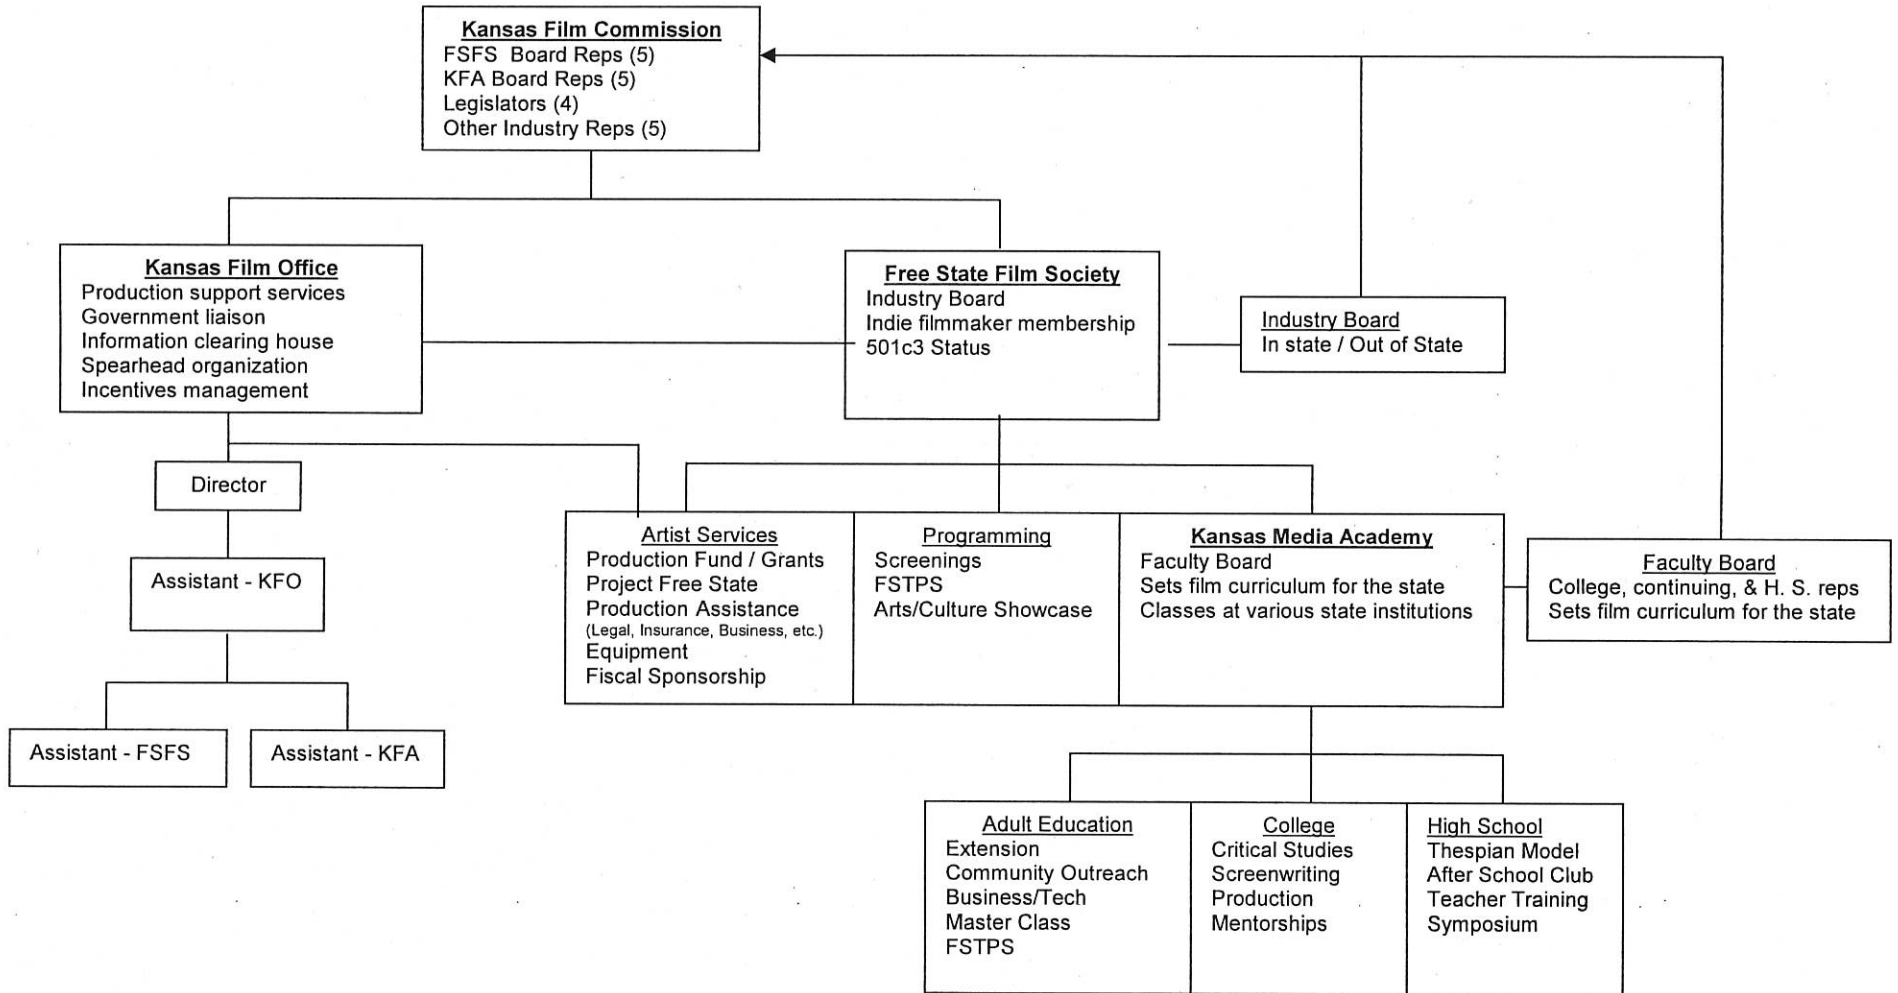 Kansas Film Commission
FSFS Board Reps (5)
KFA Board Reps (5)
Legislators (4)
Other Industry Reps (5)
Kansas Film Office
Production support services
Government liaison
Information clearing house
Spearhead organization
Incentives management
Free State Film Society
Industry Board
Indie filmmaker membership
501c3 Status
Industry Board
In state / Out of State
Director
Assistant - KFO
Assistant - FSFS
Assistant - KFA
Artist Services
Production Fund / Grants
Project Free State
Production Assistance
(Legal, Insurance, Business, etc.)
Equipment
Fiscal Sponsorship
Programming
Screenings
FSTPS
Arts/Culture Showcase
Kansas Media Academy
Faculty Board
Sets film curriculum for the state
Classes at various state institutions
Faculty Board
College, continuing, & H. S. reps
Sets film curriculum for the state
Adult Education
Extension
Community Outreach
Business/Tech
Master Class
FSTPS
College
Critical Studies
Screenwriting
Production
Mentorships
High School
Thespian Model
After School Club
Teacher Training
Symposium